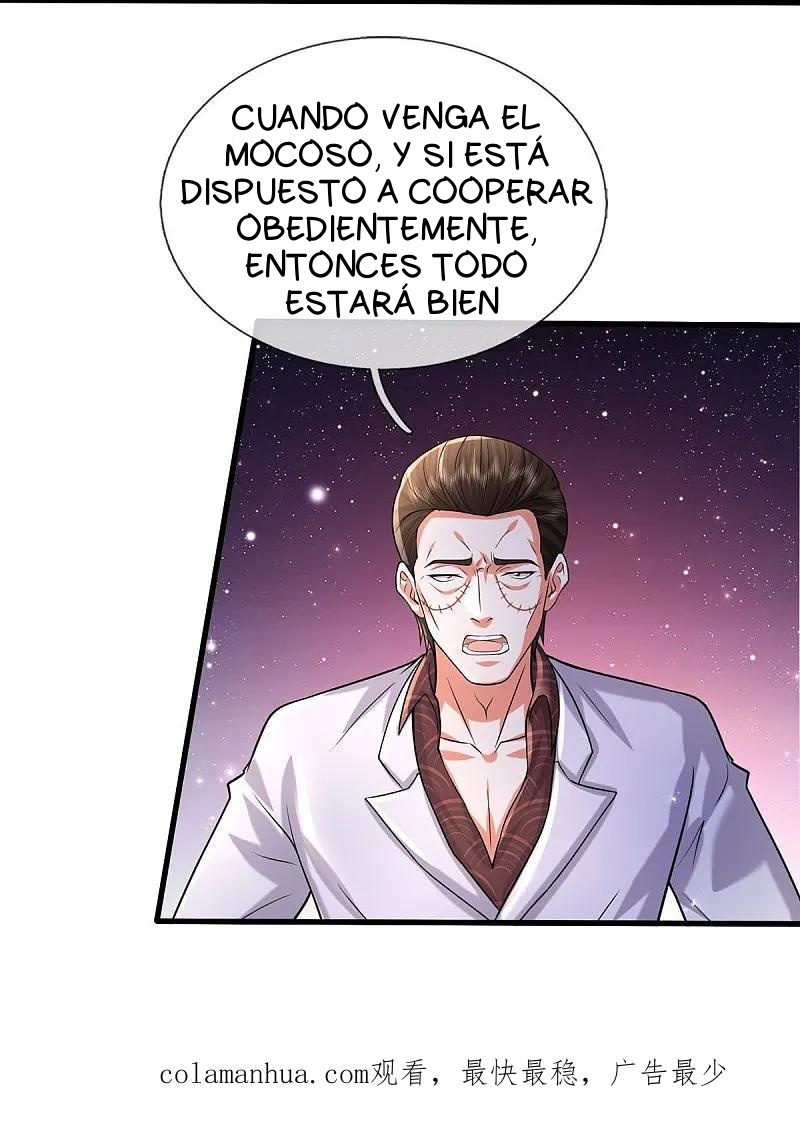 CUANDO VENGA EL
MOCOSO, Y SI ESTÁ
DISPUESTO A COOPERAR
OBEDIENTEMENTE,
ENTONCES TODO
ESTARÁ BIEN
colamanhua.com观看，最快最稳，广告最少